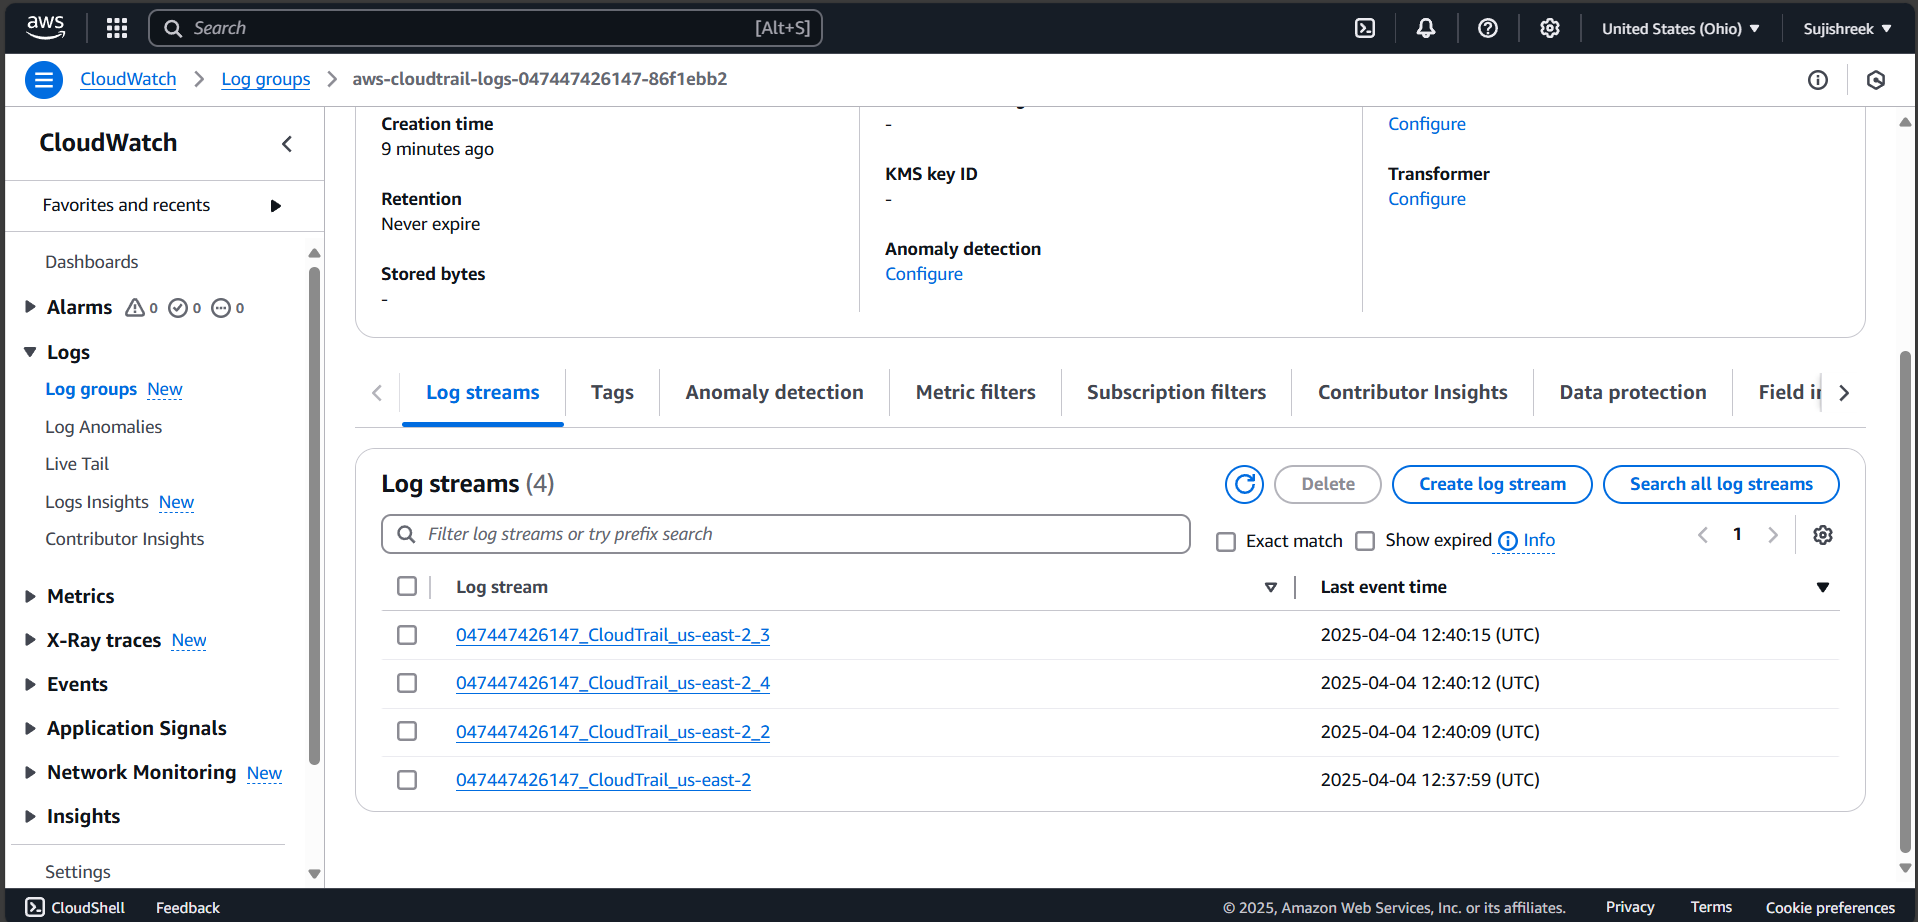 aws
Search [Alt+S]
United States (Ohio)
Sujishreek
CloudWatch
Log groups
aws-cloudtrail-logs-047447426147-86f1ebb2
CloudWatch
Favorites and recents
Dashboards
Alarms 0 0 0
Logs
Log groups New
Log Anomalies
Live Tail
Logs Insights New
Contributor Insights
Metrics
X-Ray traces New
Events
Application Signals
Network Monitoring New
Insights
Settings
Creation time
9 minutes ago
Retention
Never expire
Stored bytes
-
-
KMS key ID
-
Anomaly detection
Configure
Configure
Transformer
Configure
Log streams
Tags
Anomaly detection
Metric filters
Subscription filters
Contributor Insights
Data protection
Field
Log streams (4)
Delete
Create log stream
Search all log streams
Filter log streams or try prefix search
Exact match
Show expired
Info
1
Log stream
Last event time
047447426147_CloudTrail_us-east-2_3 2025-04-04 12:40:15 (UTC)
047447426147_CloudTrail_us-east-2_4 2025-04-04 12:40:12 (UTC)
047447426147_CloudTrail_us-east-2_2 2025-04-04 12:40:09 (UTC)
047447426147_CloudTrail_us-east-2 2025-04-04 12:37:59 (UTC)
CloudShell
Feedback
© 2025, Amazon Web Services, Inc. or its affiliates.
Privacy
Terms
Cookie preferences